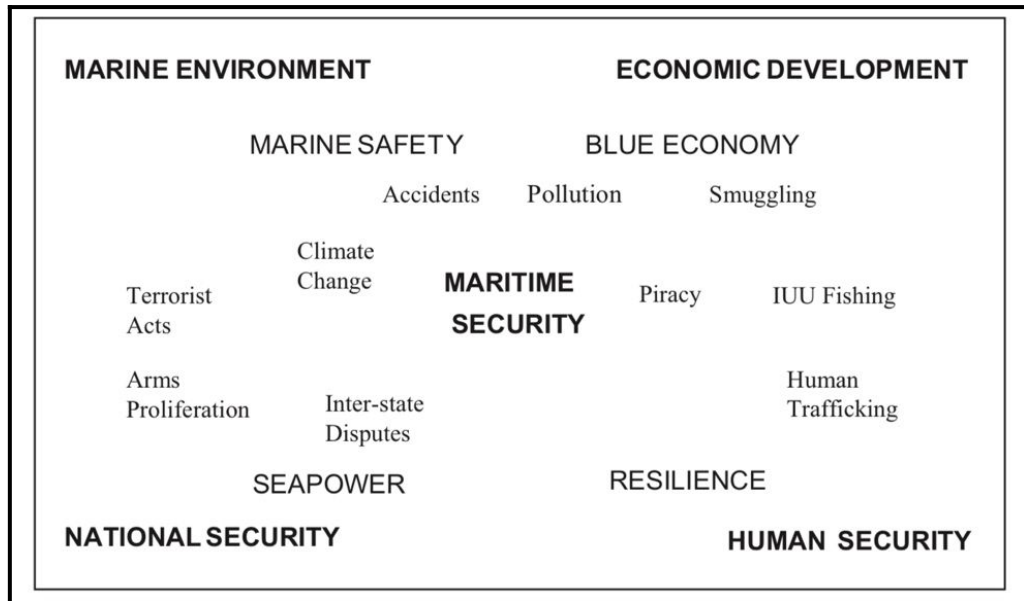 MARINE ENVIRONMENT
ECONOMIC DEVELOPMENT
MARINE SAFETY
BLUE ECONOMY
Accidents
Pollution
Smuggling
Climate
Change
MARITIME
SECURITY
Piracy
IUU Fishing
Terrorist
Acts
Arms
Proliferation
Inter-state
Disputes
Human
Trafficking
SEAPOWER
RESILIENCE
NATIONAL SECURITY
HUMAN SECURITY